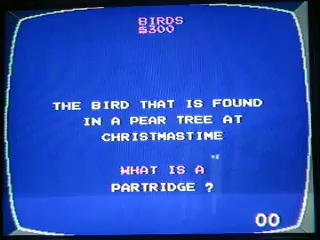 BIRDS
$300
THE BIRD THAT IS FOUND
IN A PEAR TREE AT
CHRISTMASTIME
WHAT IS A
PARTRIDGE ?
00